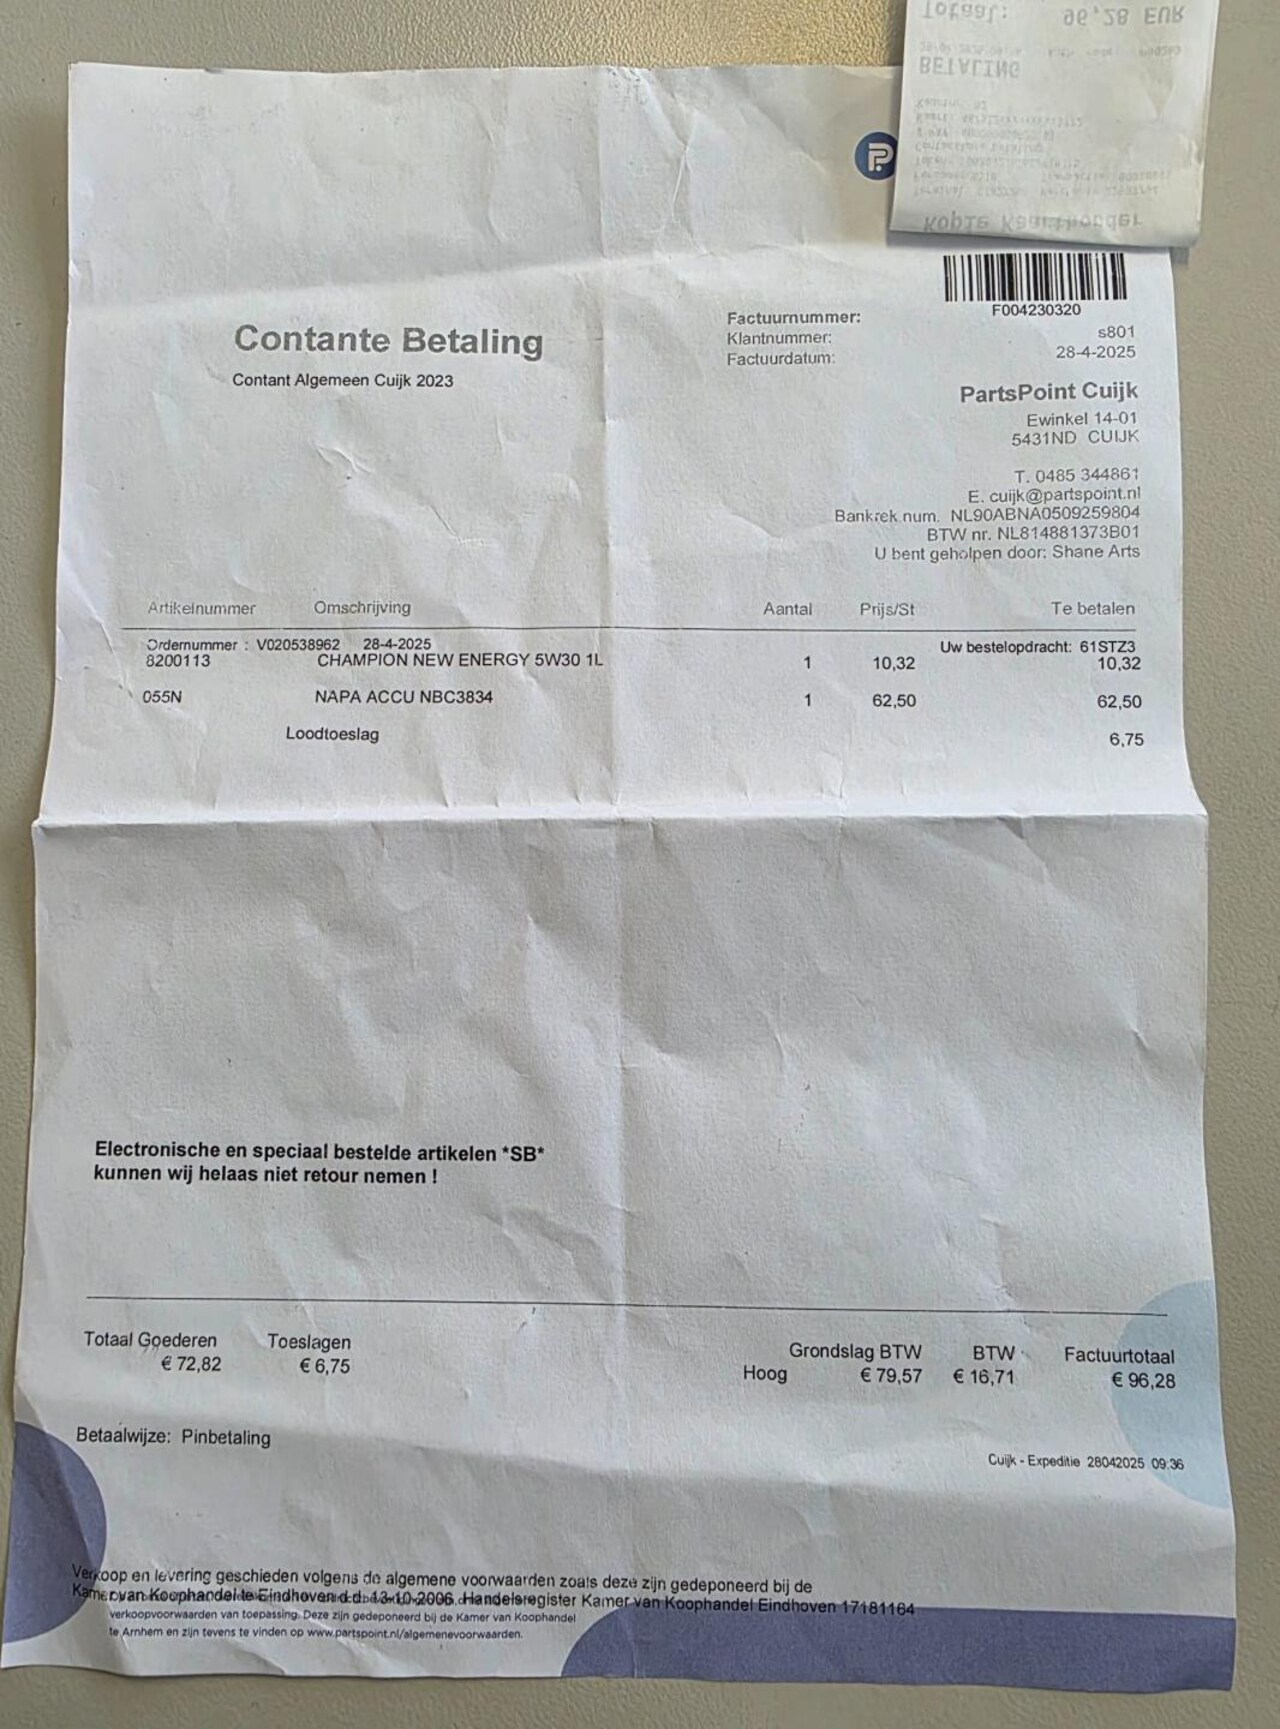 Totaal: 96,28 EUR
BETALING
Kopie Kaarthouder
F004230320
Factuurnummer:
Klantnummer: s801
Factuurdatum: 28-4-2025
Contante Betaling
Contant Algemeen Cuijk 2023
PartsPoint Cuijk
Ewinkel 14-01
5431ND CUIJK
T. 0485 344861
E. cuijk@partspoint.nl
Bankrek.num. NL90ABNA0509259804
BTW nr. NL814881373B01
U bent geholpen door: Shane Arts
Artikelnummer Omschrijving Aantal Prijs/St Te betalen
Ordernummer : V020538962 28-4-2025 Uw bestelopdracht: 61STZ3
8200113 CHAMPION NEW ENERGY 5W30 1L 1 10,32 10,32
055N NAPA ACCU NBC3834 1 62,50 62,50
Loodtoeslag 6,75
Electronische en speciaal bestelde artikelen *SB*
kunnen wij helaas niet retour nemen !
Totaal Goederen Toeslagen Grondslag BTW BTW Factuurtotaal
€ 72,82 € 6,75 Hoog € 79,57 € 16,71 € 96,28
Betaalwijze: Pinbetaling
Cuijk - Expeditie 28042025 09:36
Verkoop en levering geschieden volgens de algemene voorwaarden zoals deze zijn gedeponeerd bij de
Kamer van Koophandel te Eindhoven d.d. 13-10-2006, Handelsregister Kamer van Koophandel Eindhoven 17181164
verkoopvoorwaarden van toepassing. Deze zijn gedeponeerd bij de Kamer van Koophandel
te Arnhem en zijn tevens te vinden op www.partspoint.nl/algemenevoorwaarden.